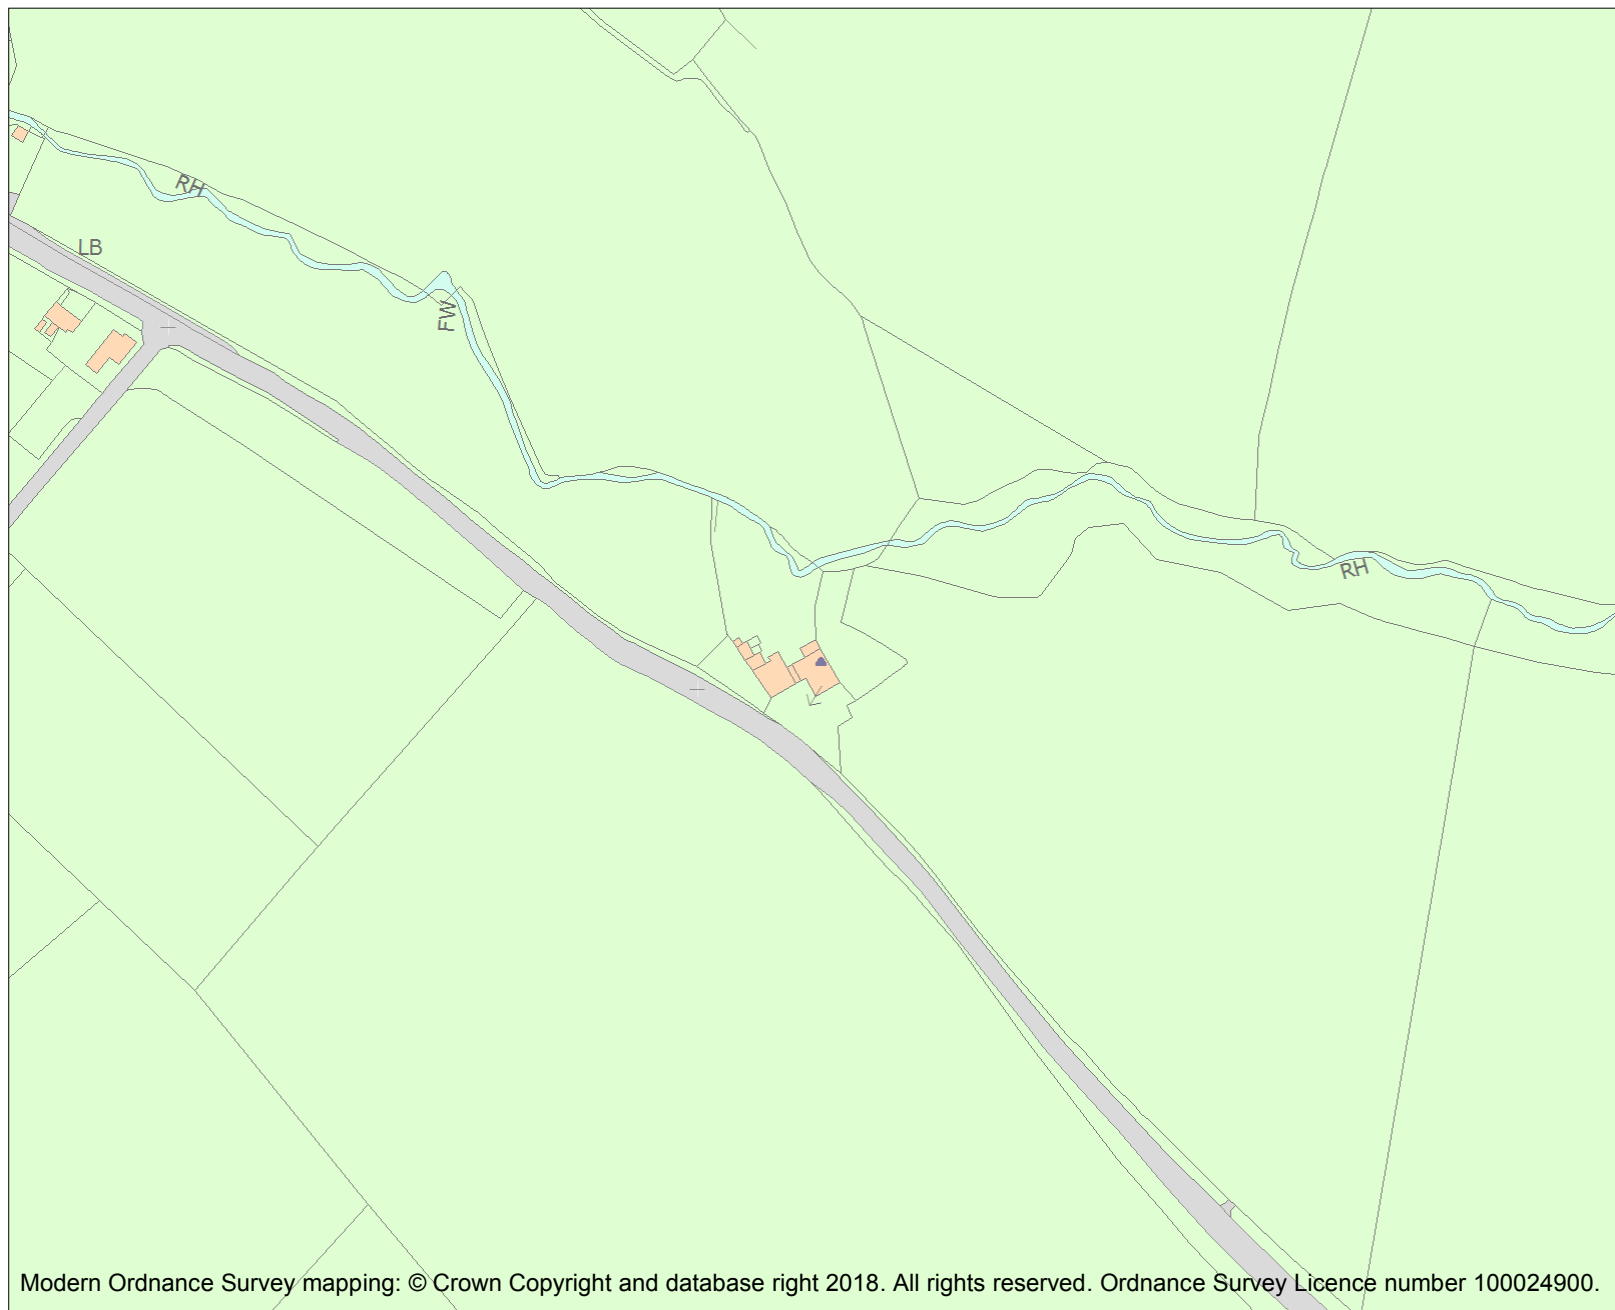 RH
LB
FW
RH
Modern Ordnance Survey mapping: © Crown Copyright and database right 2018. All rights reserved. Ordnance Survey Licence number 100024900.